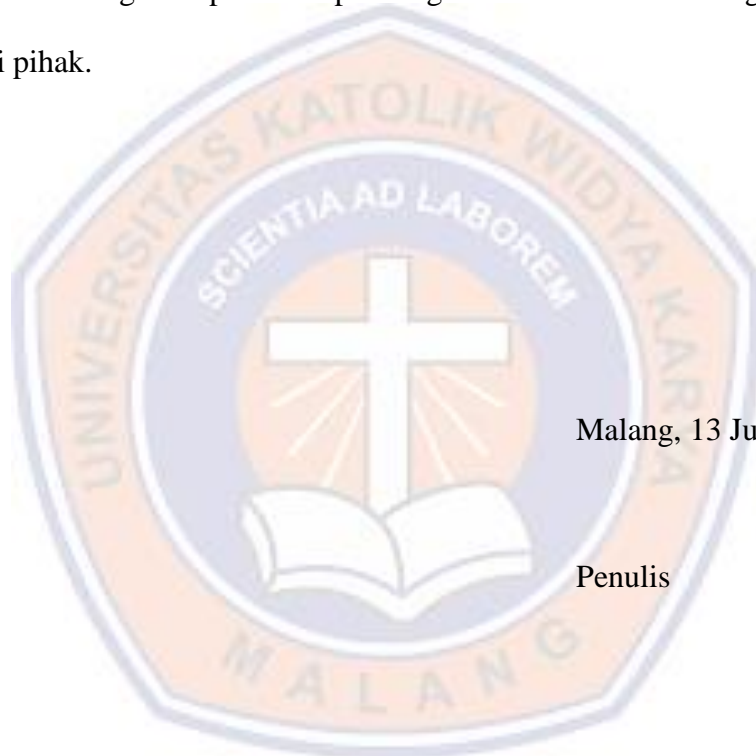 i pihak.
UNIVERSITAS KATOLIK WIDYA KARYA
SCIENTIA AD LABOREM
Malang, 13 Ju
Penulis
MALANG